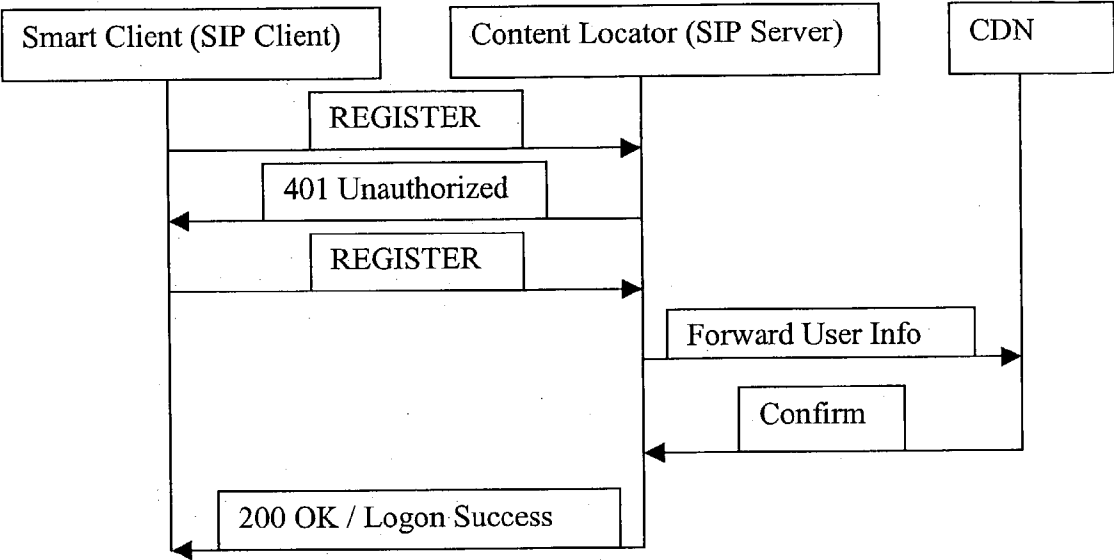 Smart Client (SIP Client)
Content Locator (SIP Server)
CDN
REGISTER
401 Unauthorized
REGISTER
Forward User Info
Confirm
200 OK / Logon Success